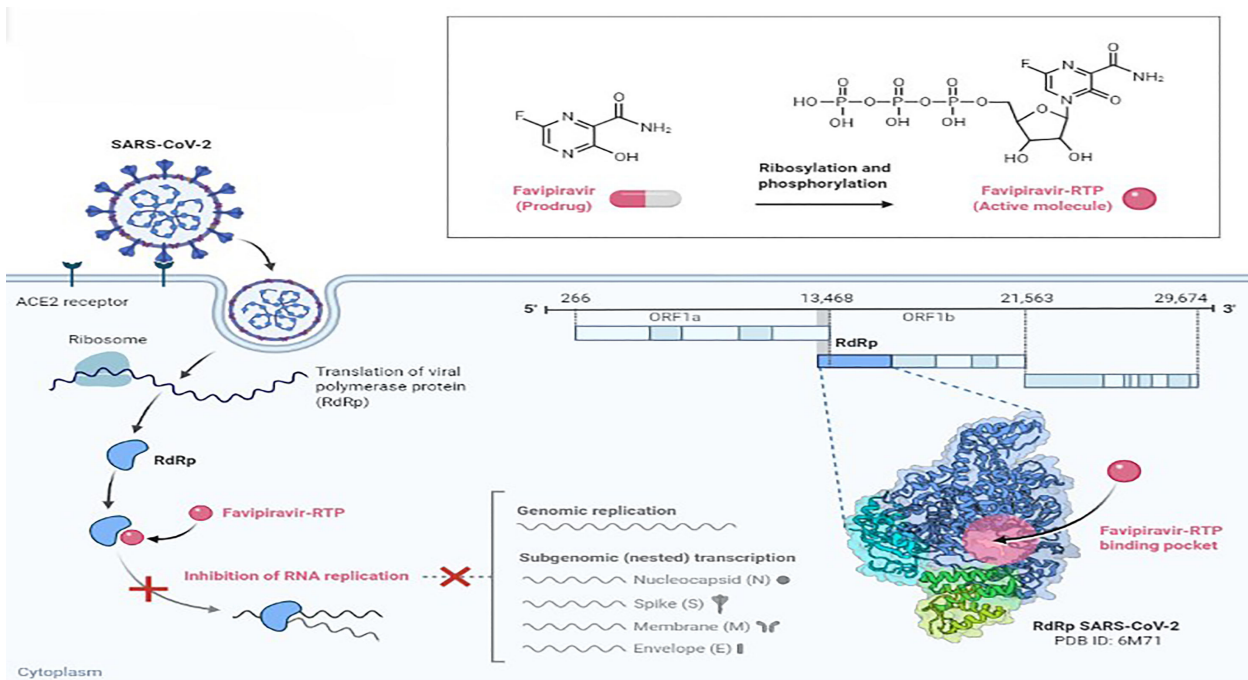 SARS-CoV-2
F
N
N
O
NH₂
OH
Favipiravir
(Prodrug)
Ribosylation and
phosphorylation
O
O
O
HO
P
O
P
O
P
O
OH
OH
OH
O
HO
OH
F
N
N
O
O
NH₂
Favipiravir-RTP
(Active molecule)
ACE2 receptor
Ribosome
Translation of viral
polymerase protein
(RdRp)
RdRp
Favipiravir-RTP
Inhibition of RNA replication
Genomic replication
Subgenomic (nested) transcription
Nucleocapsid (N)
Spike (S)
Membrane (M)
Envelope (E)
Cytoplasm
5'
266
13,468
21,563
29,674
3'
ORF1a
ORF1b
RdRp
Favipiravir-RTP
binding pocket
RdRp SARS-CoV-2
PDB ID: 6M71